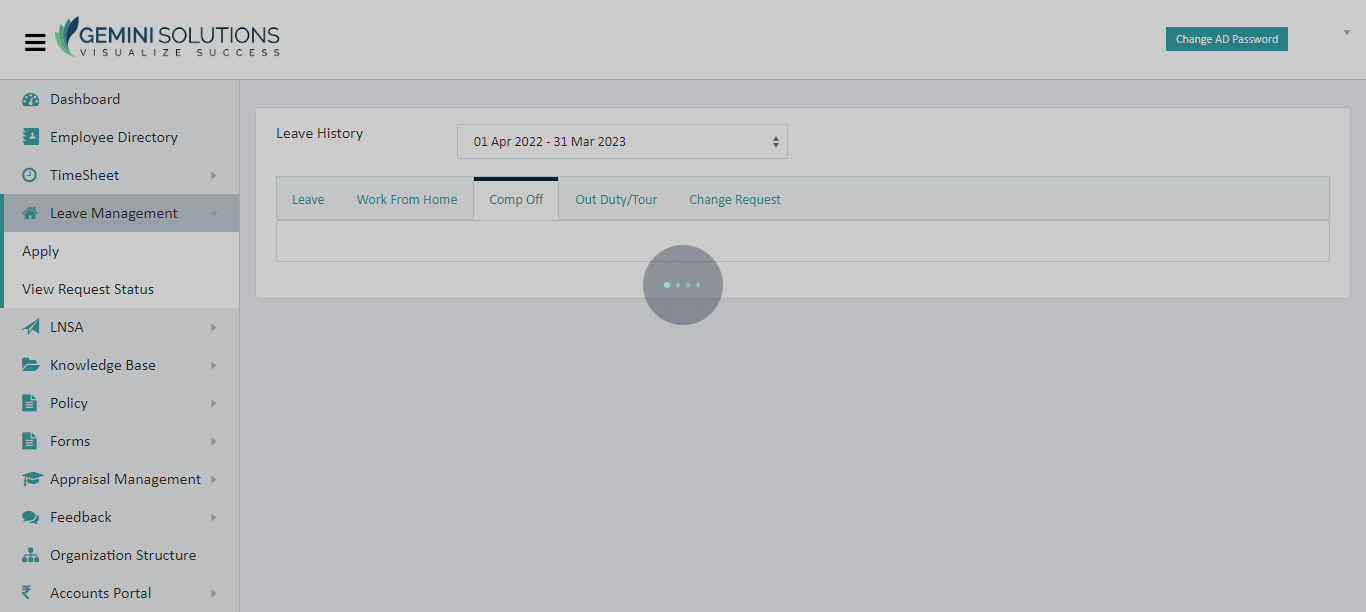 GEMINI SOLUTIONS
VISUALIZE SUCCESS
Change AD Password
Dashboard
Employee Directory
TimeSheet
Leave Management
Apply
View Request Status
LNSA
Knowledge Base
Policy
Forms
Appraisal Management
Feedback
Organization Structure
₹ Accounts Portal
Leave History
01 Apr 2022 - 31 Mar 2023
Leave Work From Home Comp Off Out Duty/Tour Change Request